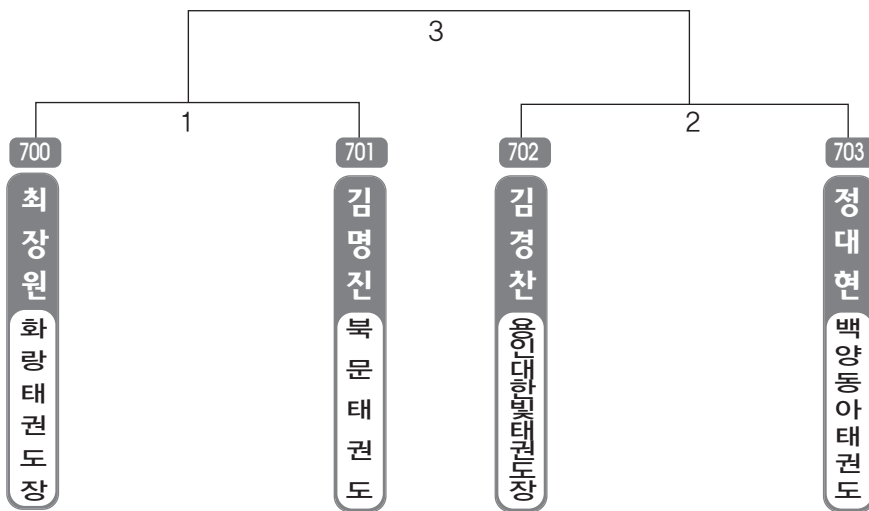 3
1
2
700
701
702
703
최장원
김명진
김경찬
정대현
화랑태권도장
북문태권도
용인대한빛태권도장
백양동아태권도